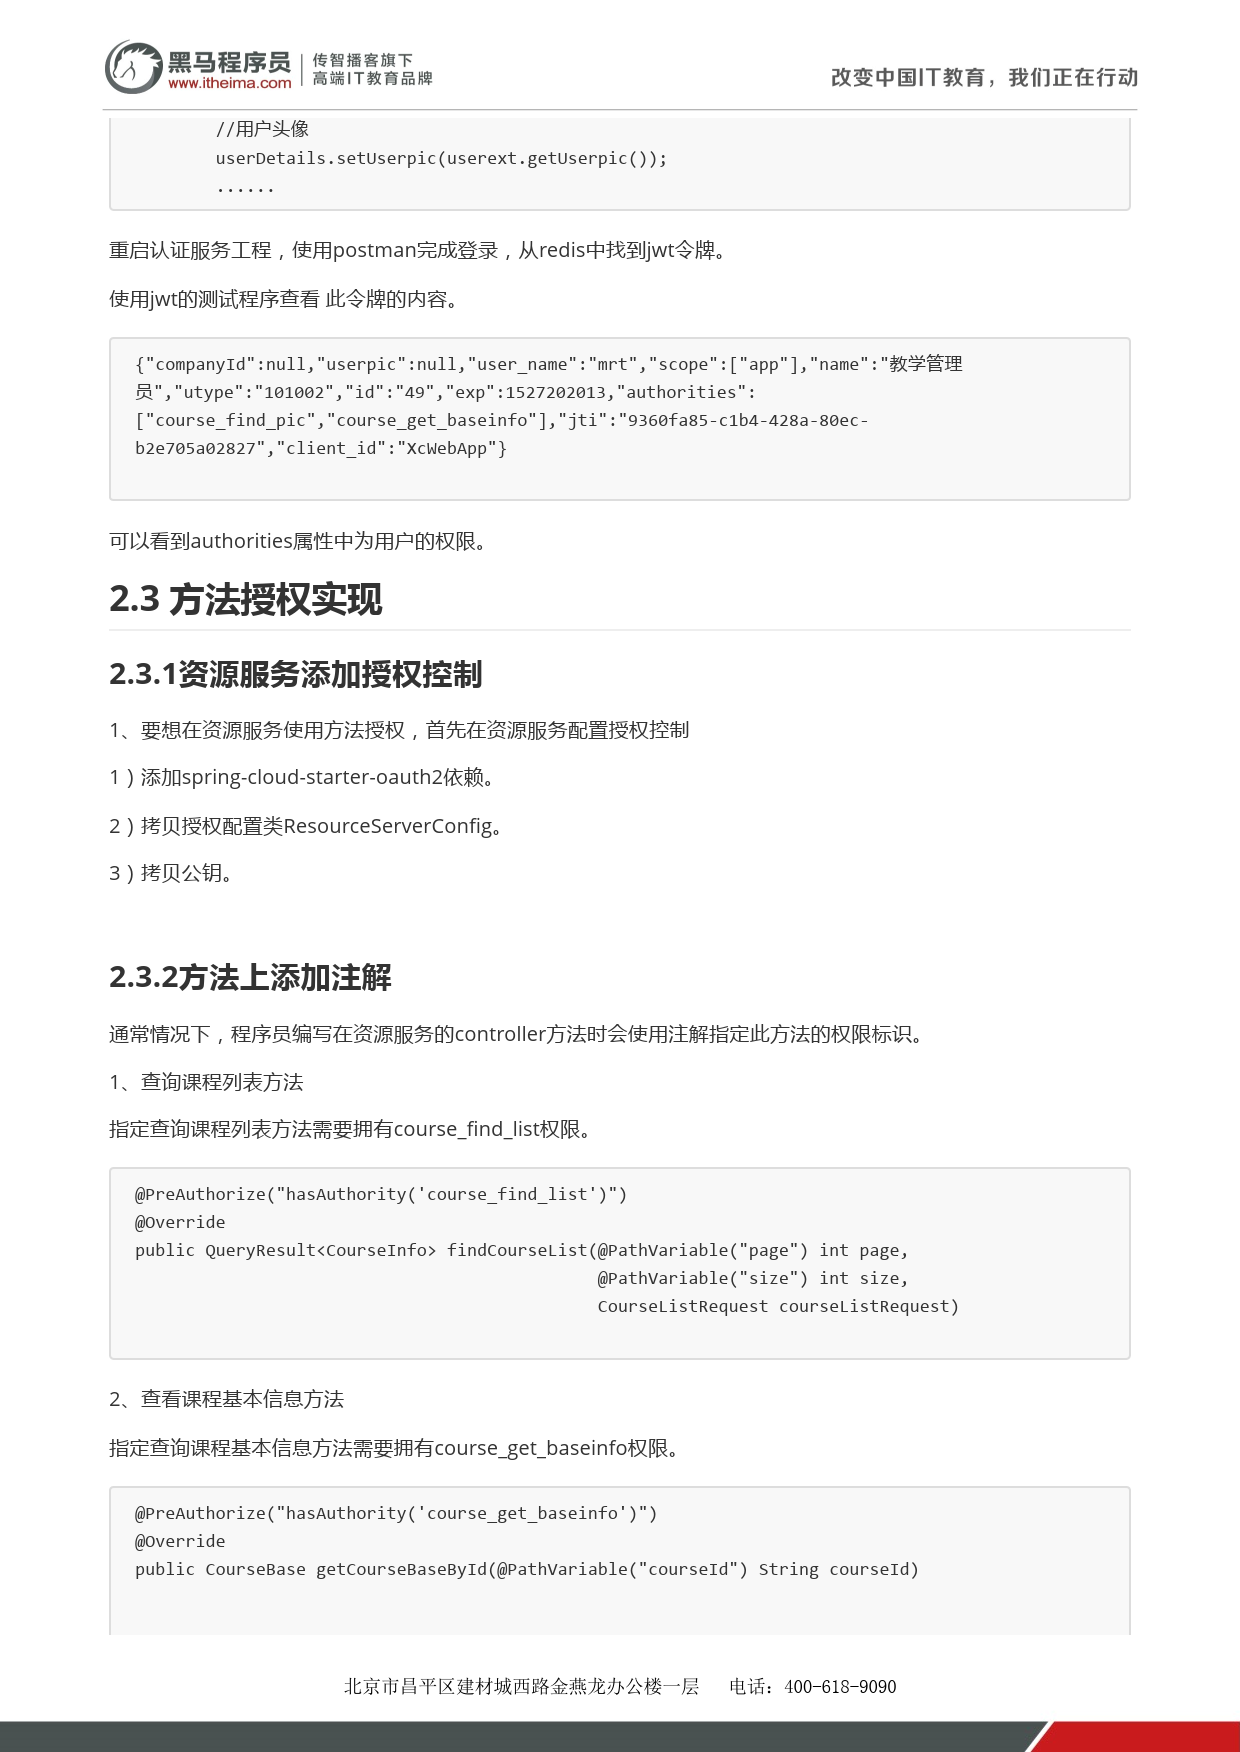 黑马程序员
www.itheima.com
传智播客旗下
高端IT教育品牌
改变中国IT教育，我们正在行动
//用户头像
userDetails.setUserpic(userext.getUserpic());
......
重启认证服务工程，使用postman完成登录，从redis中找到jwt令牌。
使用jwt的测试程序查看 此令牌的内容。
{"companyId":null,"userpic":null,"user_name":"mrt","scope":["app"],"name":"教学管理
员","utype":"101002","id":"49","exp":1527202013,"authorities":
["course_find_pic","course_get_baseinfo"],"jti":"9360fa85-c1b4-428a-80ec-
b2e705a02827","client_id":"XcWebApp"}
可以看到authorities属性中为用户的权限。
2.3 方法授权实现
2.3.1资源服务添加授权控制
1、要想在资源服务使用方法授权，首先在资源服务配置授权控制
1）添加spring-cloud-starter-oauth2依赖。
2）拷贝授权配置类ResourceServerConfig。
3）拷贝公钥。
2.3.2方法上添加注解
通常情况下，程序员编写在资源服务的controller方法时会使用注解指定此方法的权限标识。
1、查询课程列表方法
指定查询课程列表方法需要拥有course_find_list权限。
@PreAuthorize("hasAuthority('course_find_list')")
@Override
public QueryResult<CourseInfo> findCourseList(@PathVariable("page") int page,
@PathVariable("size") int size,
CourseListRequest courseListRequest)
2、查看课程基本信息方法
指定查询课程基本信息方法需要拥有course_get_baseinfo权限。
@PreAuthorize("hasAuthority('course_get_baseinfo')")
@Override
public CourseBase getCourseBaseById(@PathVariable("courseId") String courseId)
北京市昌平区建材城西路金燕龙办公楼一层 电话：400-618-9090